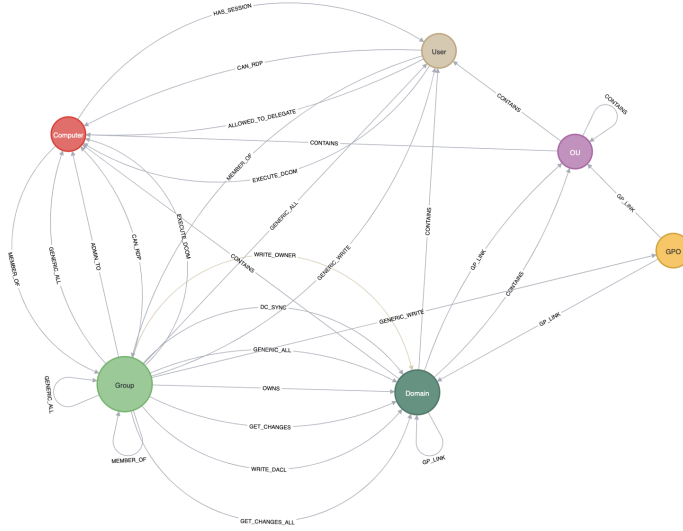 HAS_SESSION
User
CAN_RDP
CONTAINS
CONTAINS
ALLOWED_TO_DELEGATE
Computer
CONTAINS
OU
MEMBER_OF
EXECUTE_DCOM
GP_LINK
GENERIC_ALL
EXECUTE_DCOM
CONTAINS
MEMBER_OF
GENERIC_ALL
ADMIN_TO
CAN_RDP
WRITE_OWNER
CONTAINS
GENERIC_WRITE
GP_LINK
GPO
CONTAINS
DC_SYNC
GENERIC_WRITE
GP_LINK
GENERIC_ALL
Group
OWNS
Domain
GENERIC_ALL
GET_CHANGES
MEMBER_OF
WRITE_DACL
GP_LINK
GET_CHANGES_ALL